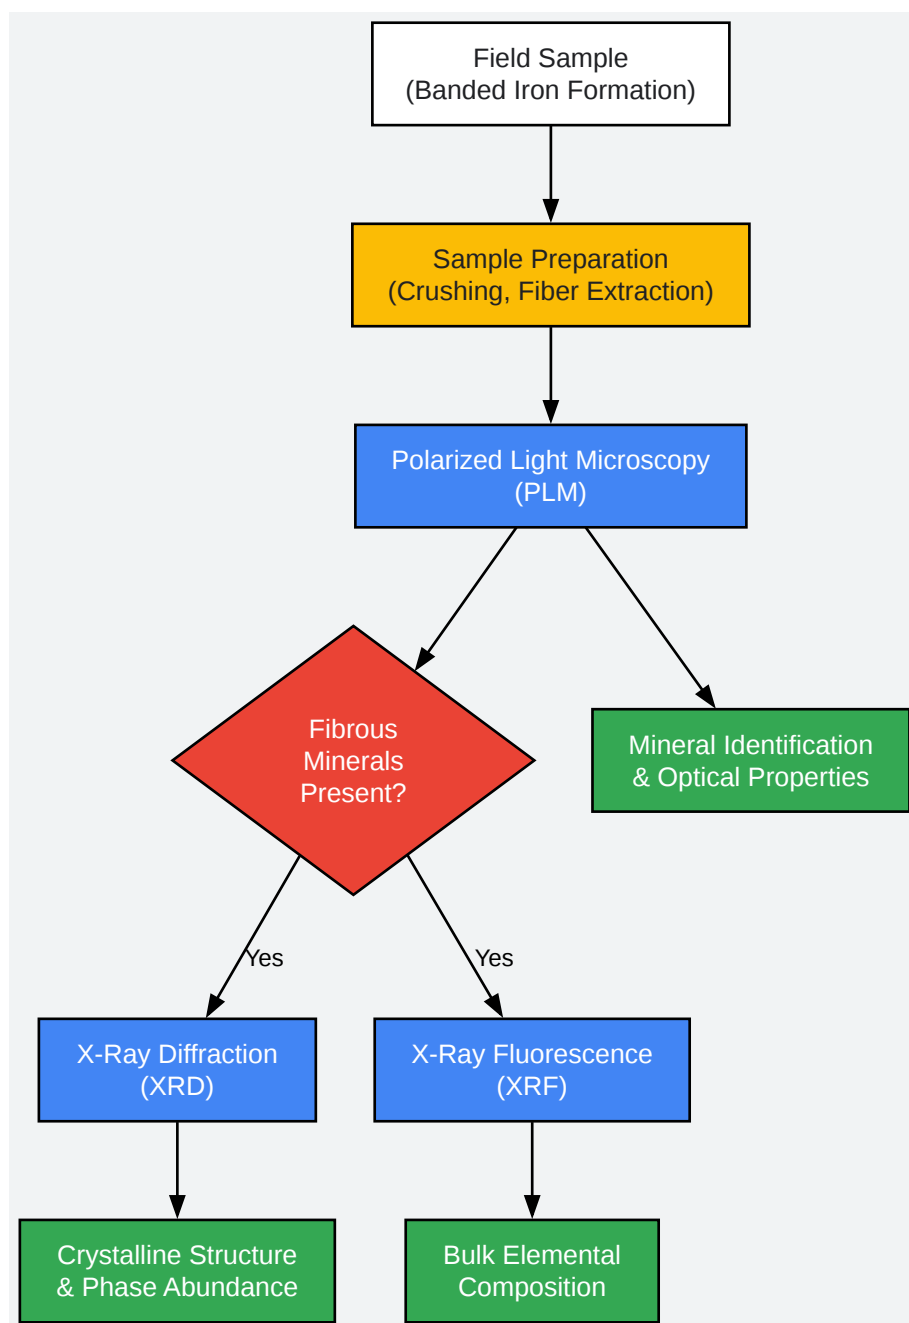 Field Sample
(Banded Iron Formation)
Sample Preparation
(Crushing, Fiber Extraction)
Polarized Light Microscopy
(PLM)
Fibrous
Minerals
Present?
Mineral Identification
& Optical Properties
Yes
Yes
X-Ray Diffraction
(XRD)
X-Ray Fluorescence
(XRF)
Crystalline Structure
& Phase Abundance
Bulk Elemental
Composition